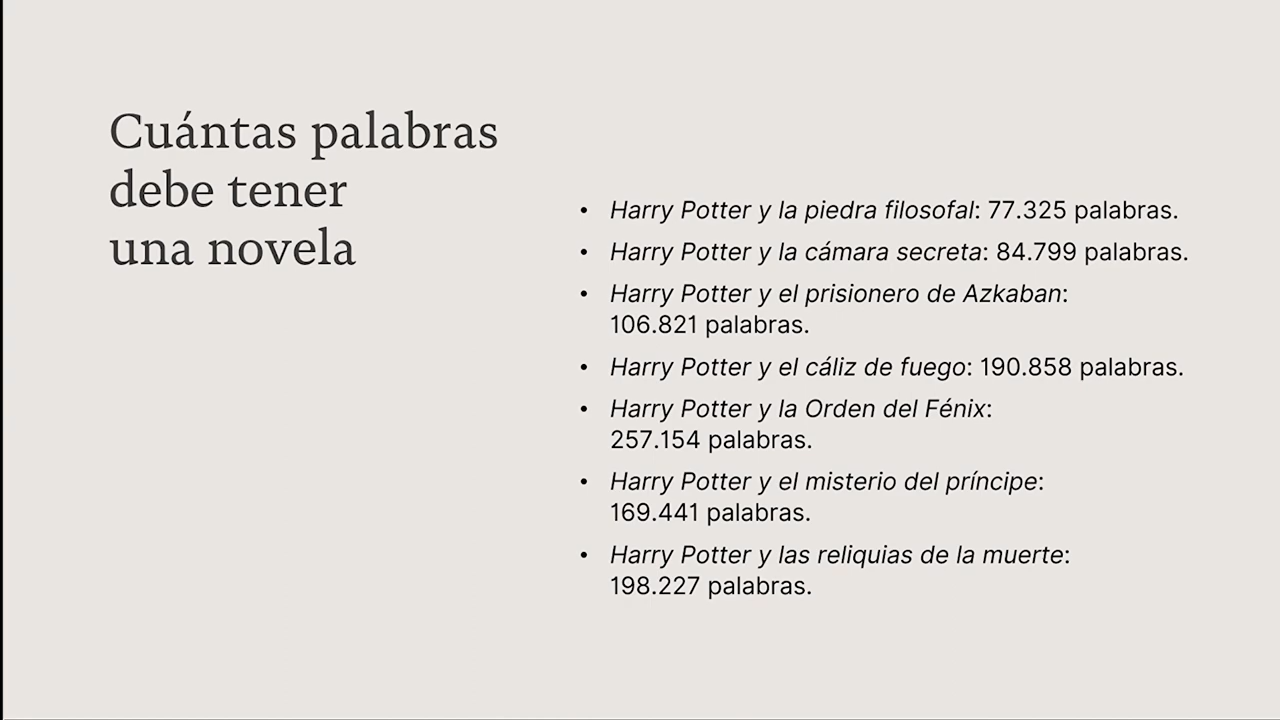 Cuántas palabras
debe tener
una novela
• Harry Potter y la piedra filosofal: 77.325 palabras.
• Harry Potter y la cámara secreta: 84.799 palabras.
• Harry Potter y el prisionero de Azkaban:
106.821 palabras.
• Harry Potter y el cáliz de fuego: 190.858 palabras.
• Harry Potter y la Orden del Fénix:
257.154 palabras.
• Harry Potter y el misterio del príncipe:
169.441 palabras.
• Harry Potter y las reliquias de la muerte:
198.227 palabras.